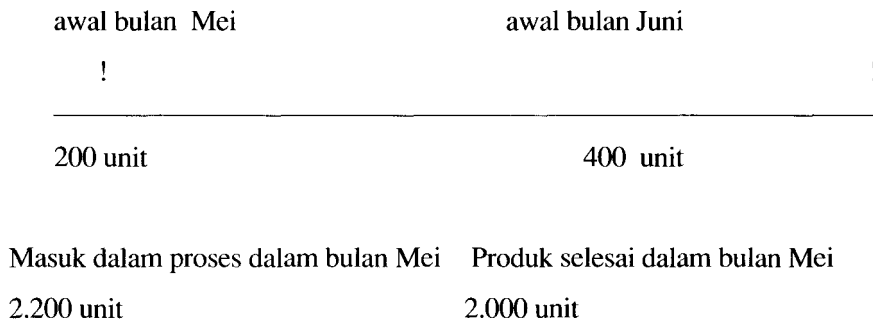 awal bulan Mei awal bulan Juni
!
200 unit 400 unit
Masuk dalam proses dalam bulan Mei Produk selesai dalam bulan Mei
2.200 unit 2.000 unit